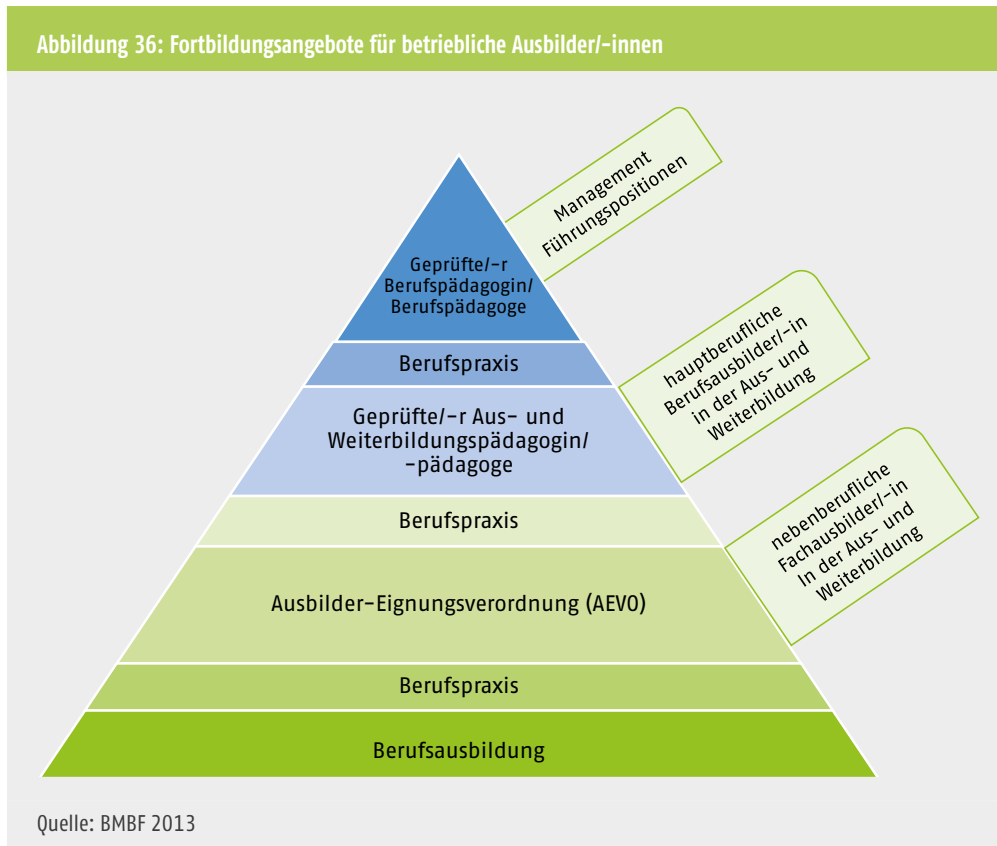 Abbildung 36: Fortbildungsangebote für betriebliche Ausbilder/-innen
Management
Führungspositionen
Geprüfte/-r
Berufspädagogin/
Berufspädagoge
Berufspraxis
hauptberufliche
Berufsausbilder/-in
in der Aus- und
Weiterbildung
Geprüfte/-r Aus- und
Weiterbildungspädagogin/
-pädagoge
Berufspraxis
nebenberufliche
Fachausbilder/-in
In der Aus- und
Weiterbildung
Ausbilder-Eignungsverordnung (AEVO)
Berufspraxis
Berufsausbildung
Quelle: BMBF 2013